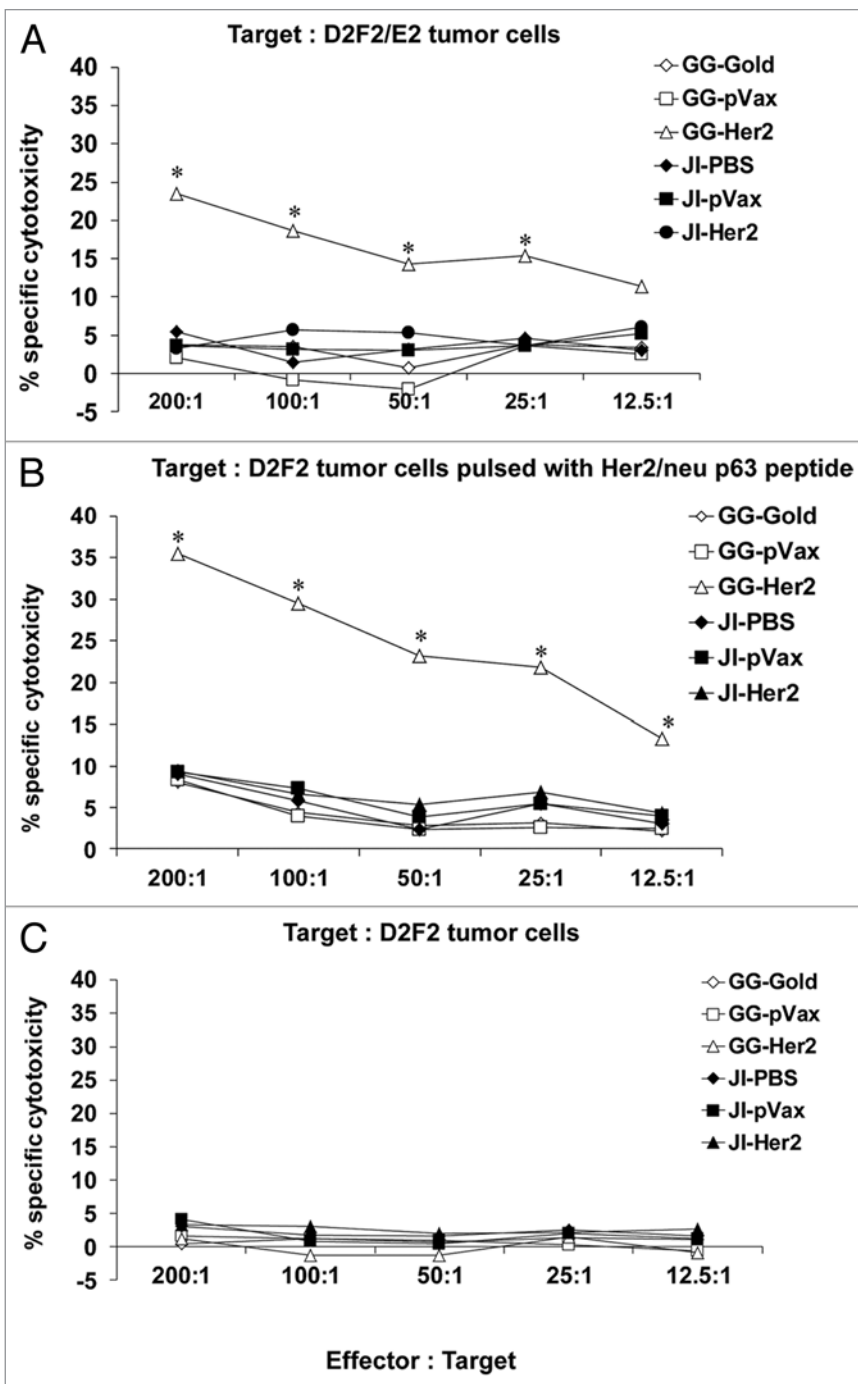 A
Target : D2F2/E2 tumor cells
% specific cytotoxicity
40
35
30
25
20
15
10
5
0
-5
* * * *
200:1 100:1 50:1 25:1 12.5:1
GG-Gold
GG-pVax
GG-Her2
JI-PBS
JI-pVax
JI-Her2
B
Target : D2F2 tumor cells pulsed with Her2/neu p63 peptide
% specific cytotoxicity
40
35
30
25
20
15
10
5
0
* * * * *
200:1 100:1 50:1 25:1 12.5:1
GG-Gold
GG-pVax
GG-Her2
JI-PBS
JI-pVax
JI-Her2
C
Target : D2F2 tumor cells
% specific cytotoxicity
40
35
30
25
20
15
10
5
0
-5
200:1 100:1 50:1 25:1 12.5:1
GG-Gold
GG-pVax
GG-Her2
JI-PBS
JI-pVax
JI-Her2
Effector : Target